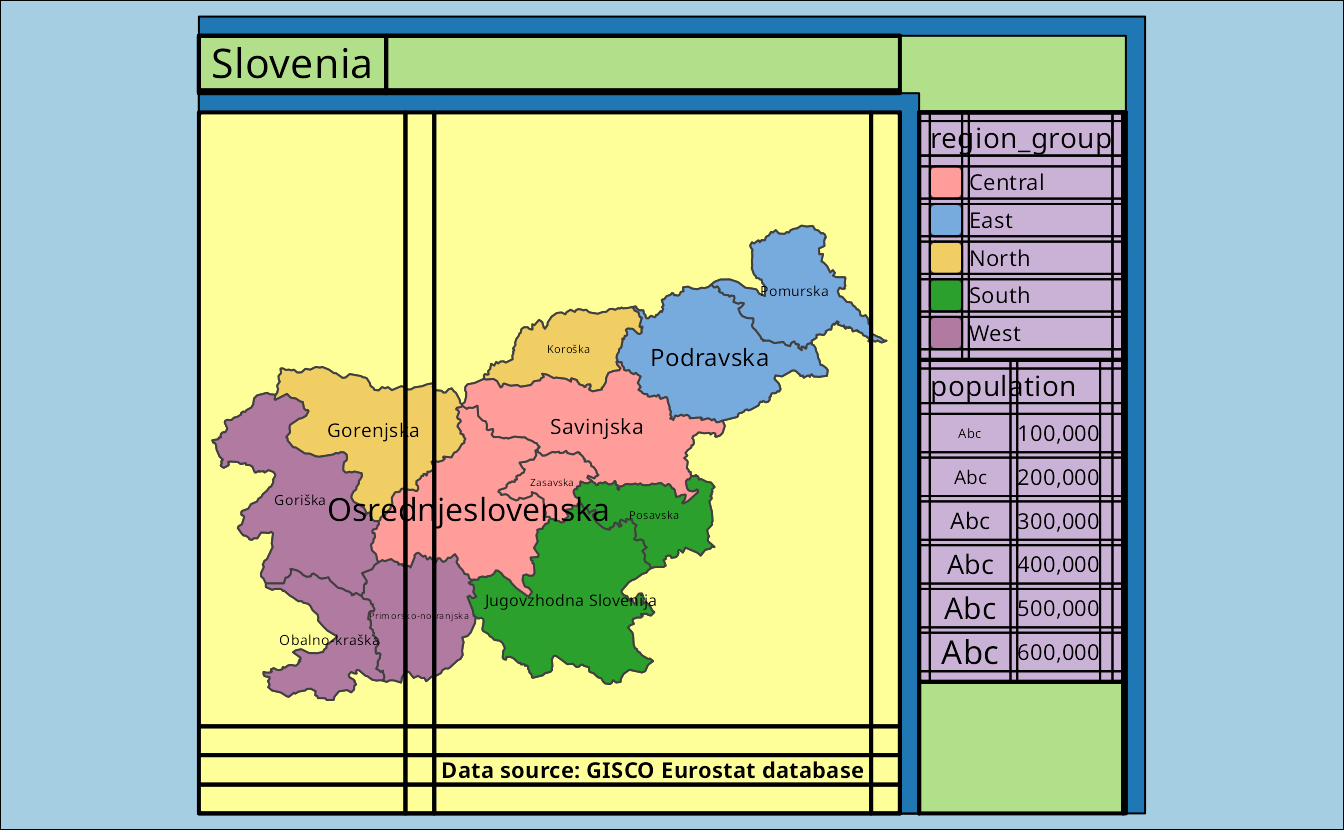 Slovenia
region_group
Central
East
North
South
West
population
Abc 100,000
Abc 200,000
Abc 300,000
Abc 400,000
Abc 500,000
Abc 600,000
Pomurska
Koroška
Podravska
Gorenjska
Savinjska
Zasavska
Goriška
Osrednjeslovenska
Posavska
Jugovzhodna Slovenija
Primorsko-notranjska
Obalno-kraška
Data source: GISCO Eurostat database